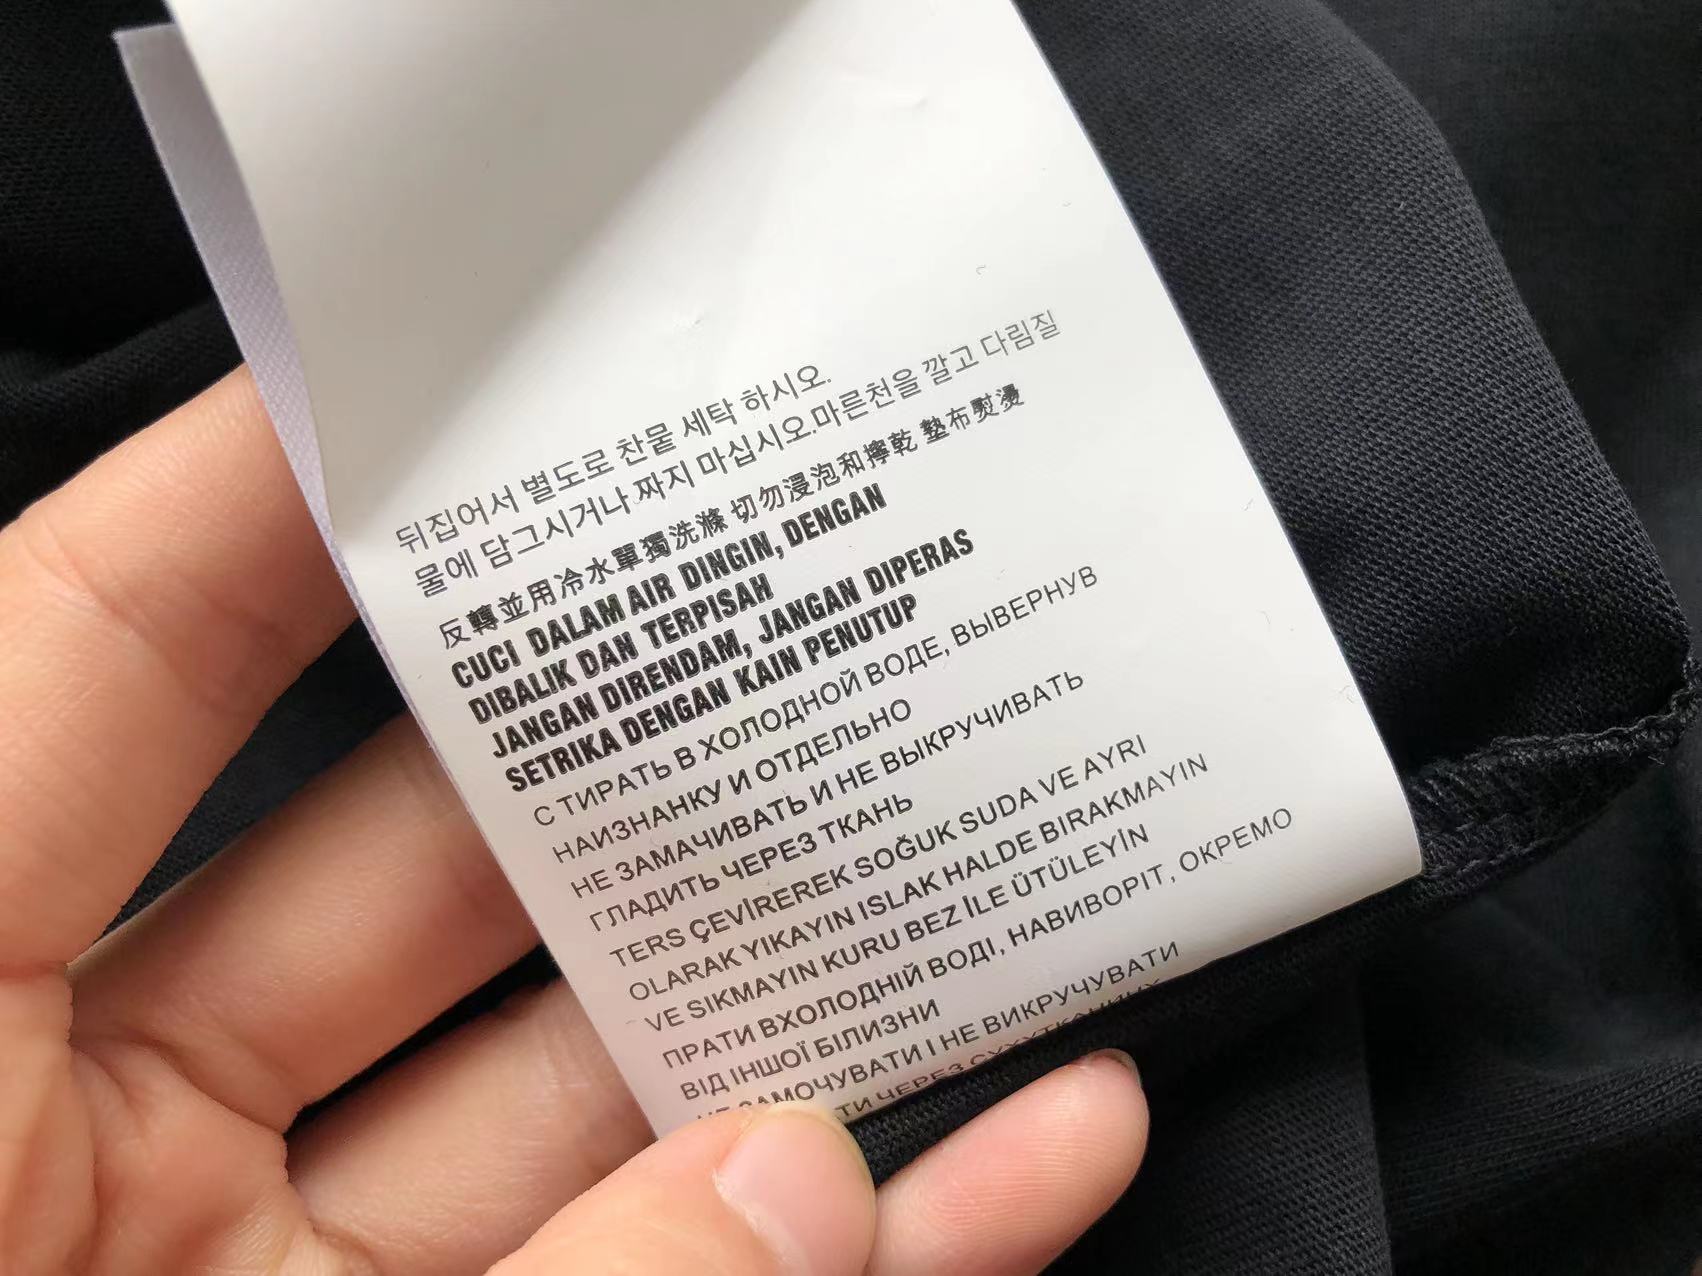 뒤집어서 별도로 찬물 세탁 하시오.
물에 담그시거나 짜지 마십시오.마른천을 깔고 다림질
反轉並用冷水單獨洗滌 切勿浸泡和擰乾 墊布熨燙
CUCI DALAM AIR DINGIN, DENGAN
DIBALIK DAN TERPISAH
JANGAN DIRENDAM, JANGAN DIPERAS
SETRIKA DENGAN KAIN PENUTUP
СТИРАТЬ В ХОЛОДНОЙ ВОДЕ, ВЫВЕРНУВ
НАИЗНАНКУ И ОТДЕЛЬНО
НЕ ЗАМАЧИВАТЬ И НЕ ВЫКРУЧИВАТЬ
ГЛАДИТЬ ЧЕРЕЗ ТКАНЬ
TERS ÇEVİREREK SOĞUK SUDA VE AYRI
OLARAK YIKAYIN ISLAK HALDE BIRAKMAYIN
VE SIKMAYIN KURU BEZ İLE ÜTÜLEYİN
ПРАТИ ВХОЛОДНІЙ ВОДІ, НАВИВОРІТ, ОКРЕМО
ВІД ІНШОЇ БІЛИЗНИ
НЕ ЗАМОЧУВАТИ І НЕ ВИКРУЧУВАТИ
ЧЕРЕЗ